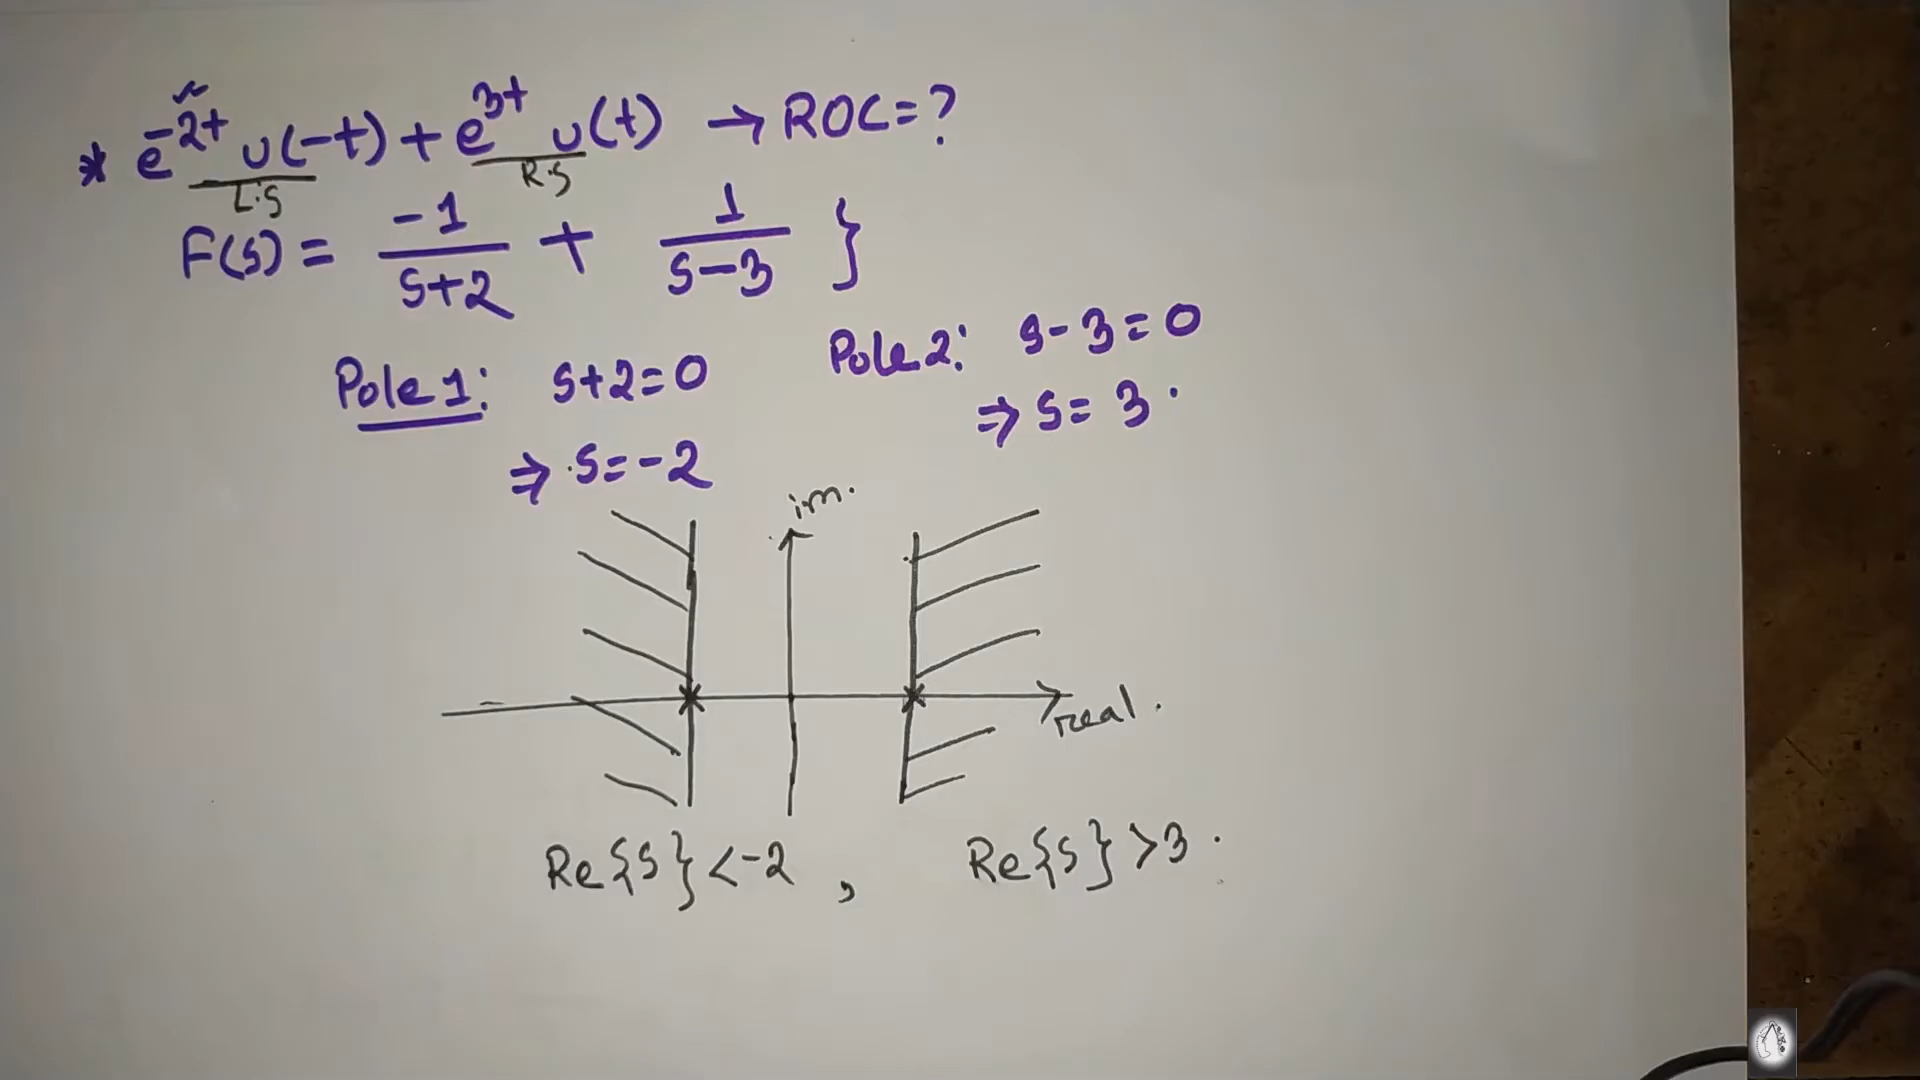 * e^-2t u(-t) + e^3t u(t) → ROC=?
L.S R.S
F(s) = -1/(s+2) + 1/(s-3) }
Pole 1: s+2=0
⇒ s=-2
Pole 2: s-3=0
⇒ s= 3.
im.
real.
Re{s} <-2 , Re{s} >3.